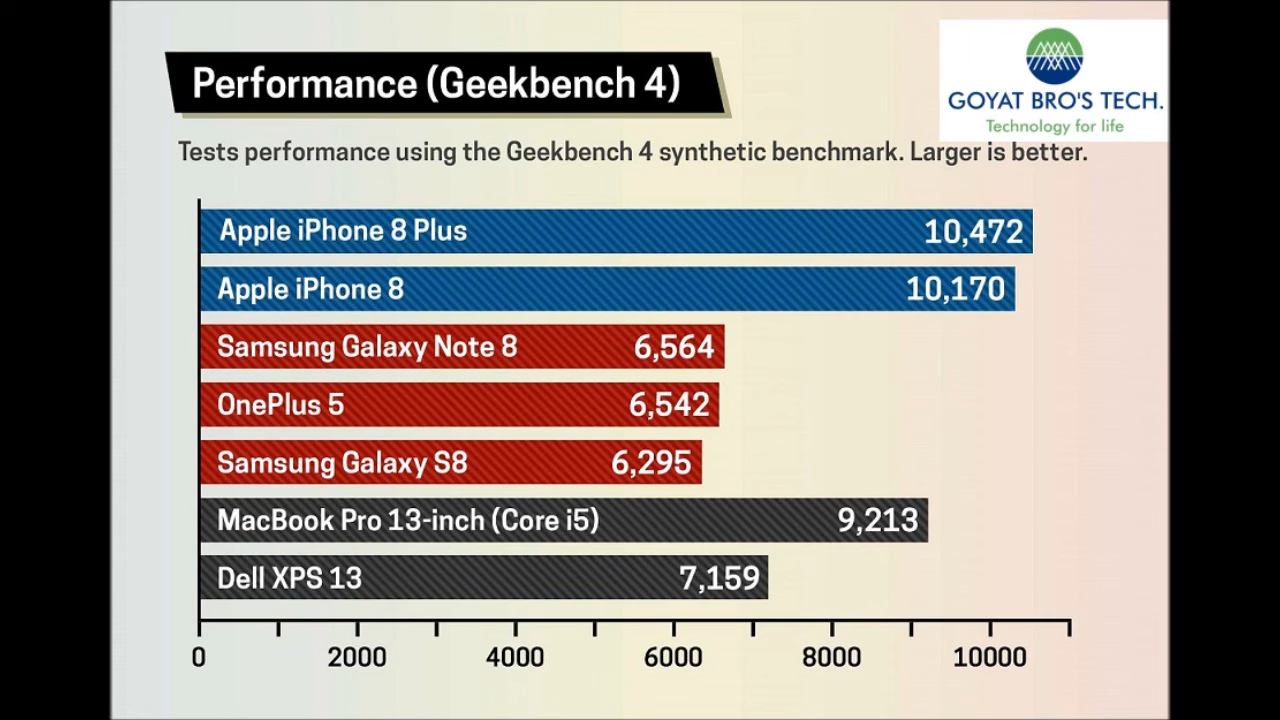 Performance (Geekbench 4)
GOYAT BRO'S TECH.
Technology for life
Tests performance using the Geekbench 4 synthetic benchmark. Larger is better.
Apple iPhone 8 Plus 10,472
Apple iPhone 8 10,170
Samsung Galaxy Note 8 6,564
OnePlus 5 6,542
Samsung Galaxy S8 6,295
MacBook Pro 13-inch (Core i5) 9,213
Dell XPS 13 7,159
0 2000 4000 6000 8000 10000